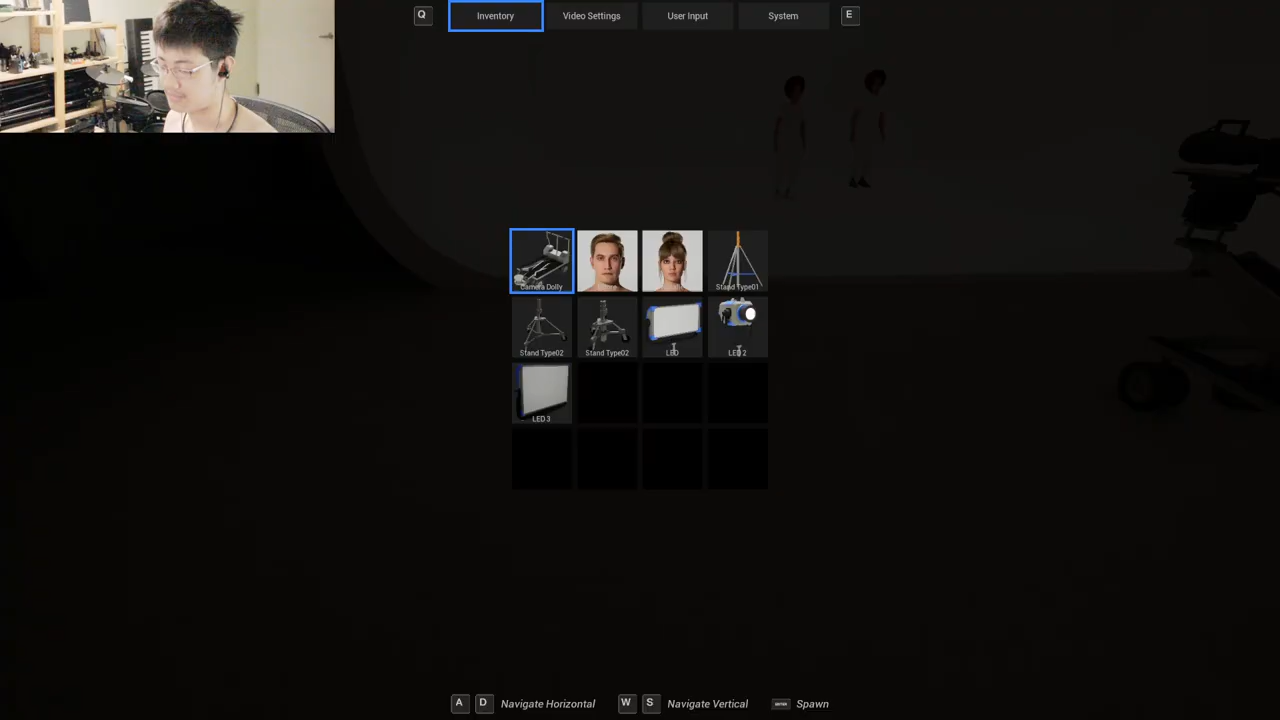 Q
Inventory
Video Settings
User Input
System
E
Camera Dolly
Stand Type01
Stand Type02
Stand Type02
LED
LED 2
LED 3
A D Navigate Horizontal
W S Navigate Vertical
Spawn